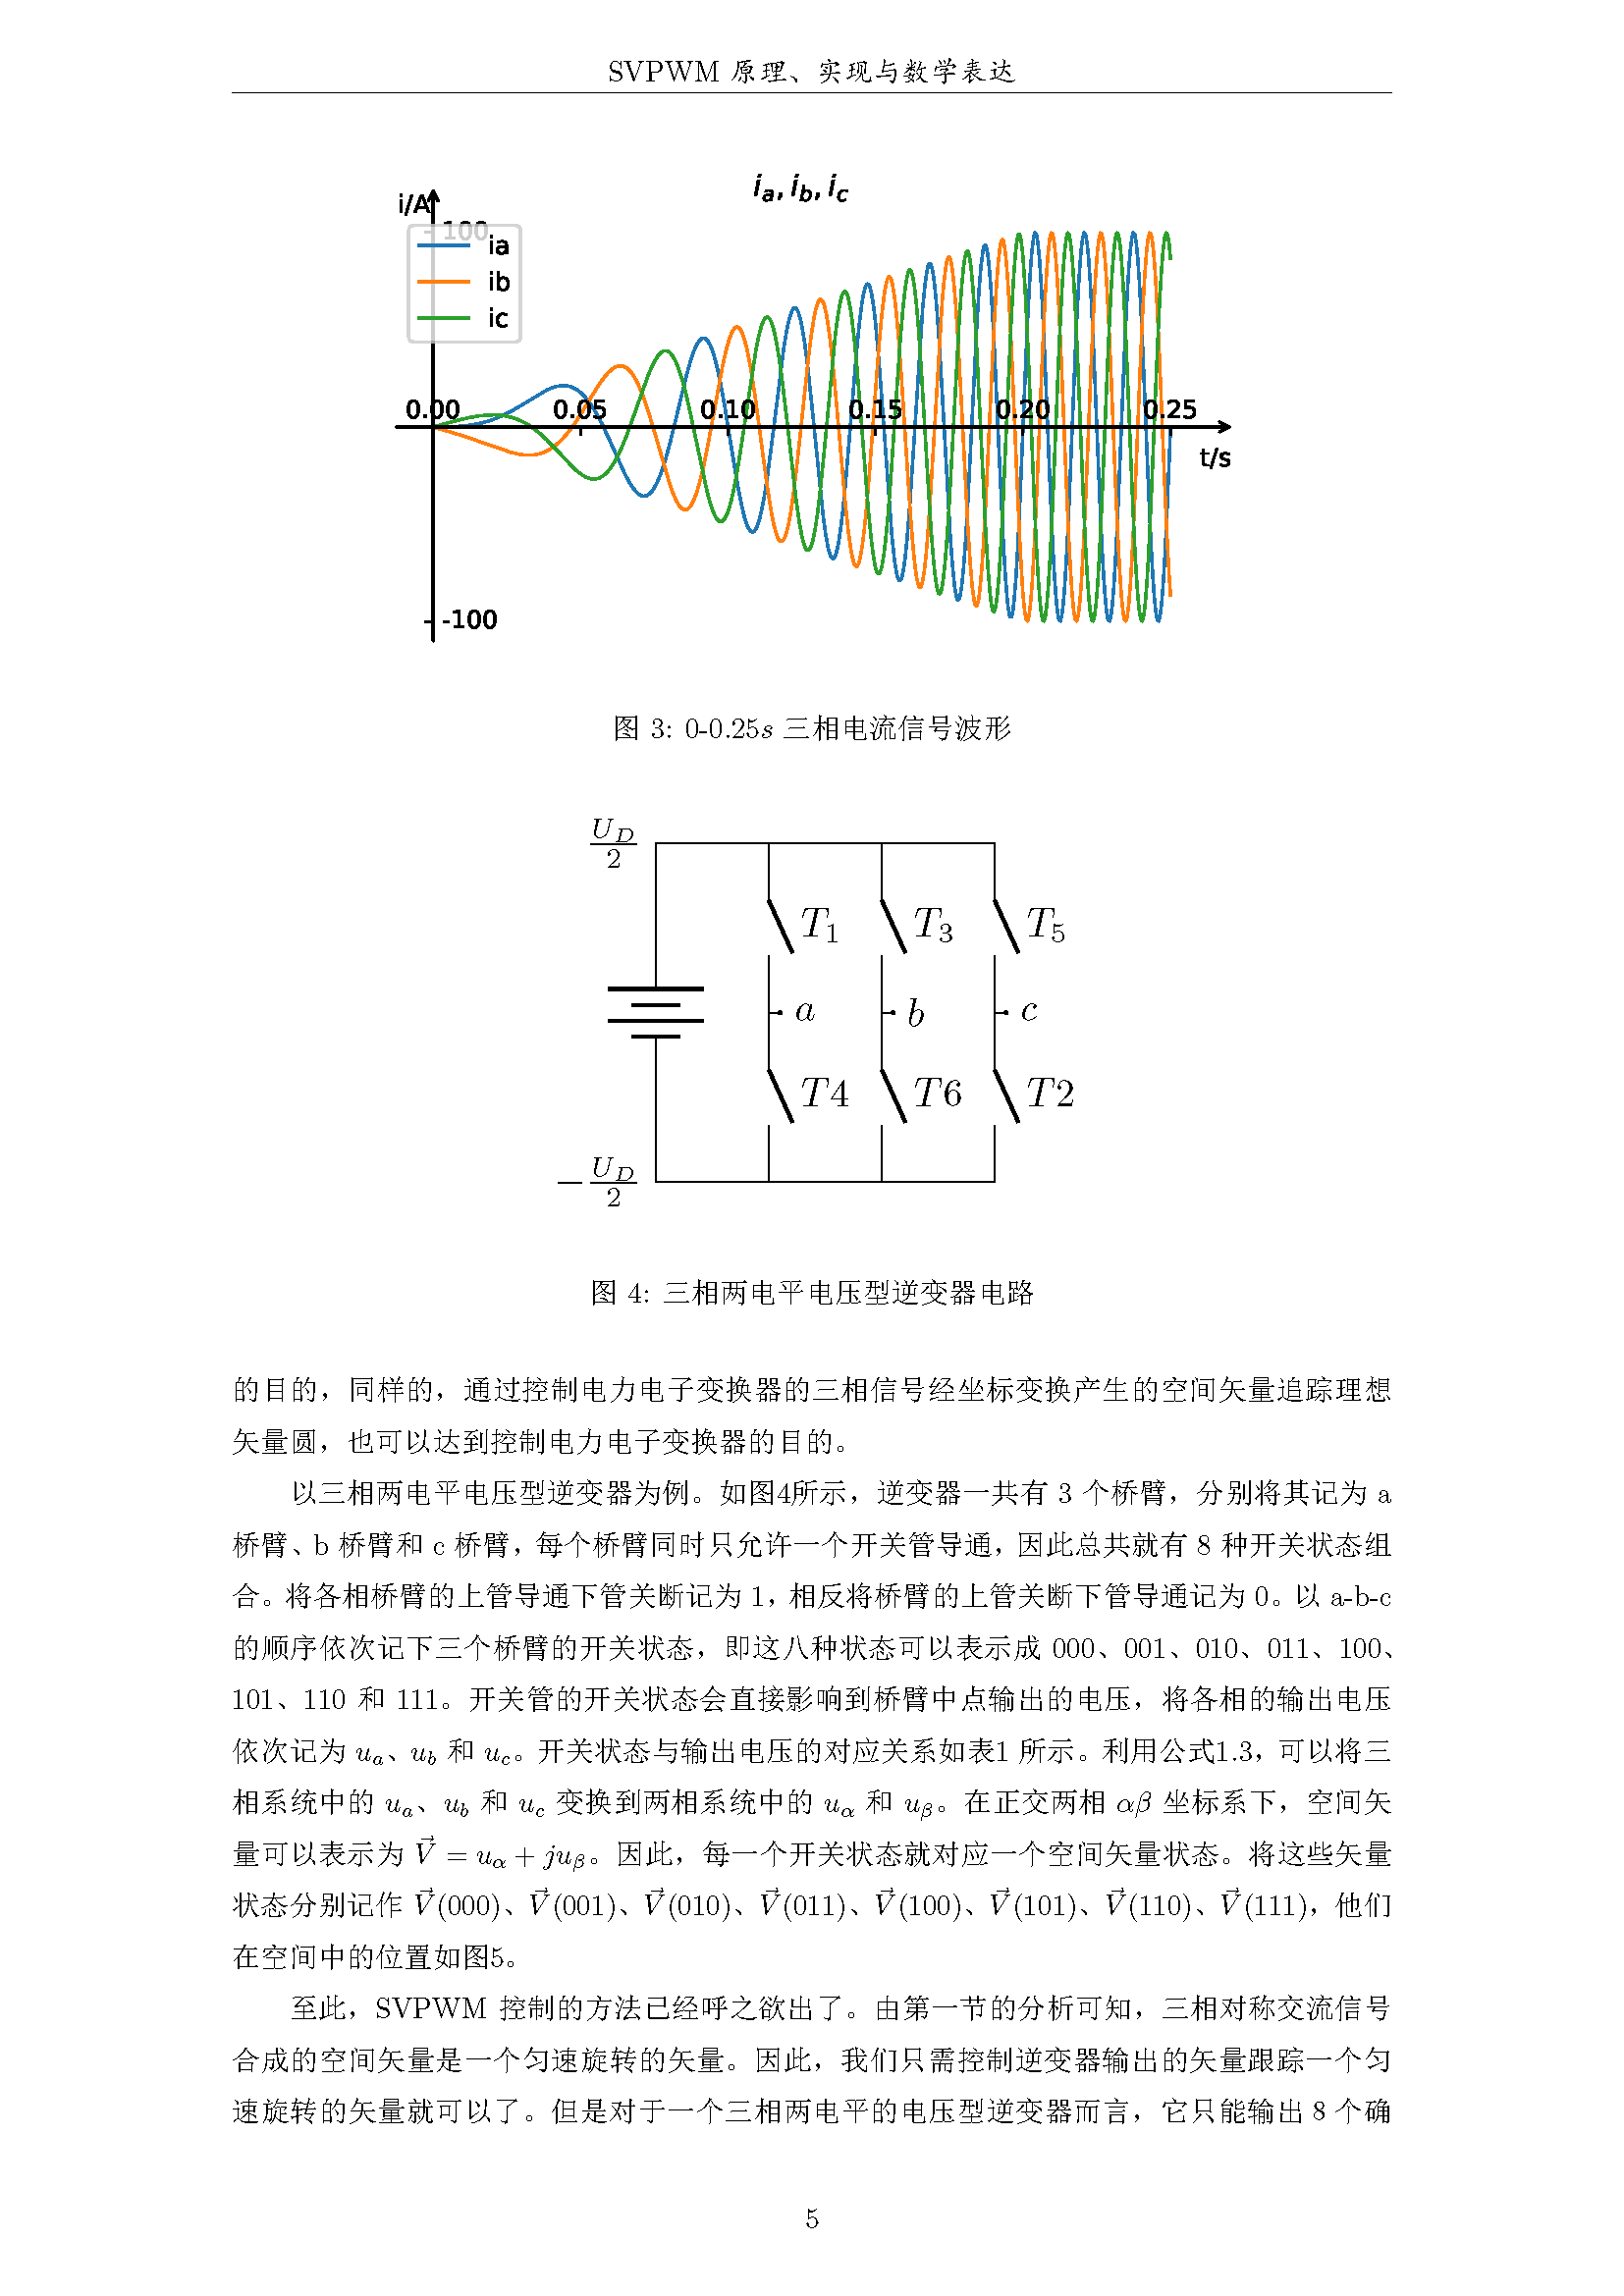 SVPWM 原理、实现与数学表达
i_a, i_b, i_c
i/A
100
ia
ib
ic
0.00 0.05 0.10 0.15 0.20 0.25
t/s
-100
图 3: 0-0.25s 三相电流信号波形
U_D/2
T_1 T_3 T_5
a b c
T4 T6 T2
−U_D/2
图 4: 三相两电平电压型逆变器电路
的目的，同样的，通过控制电力电子变换器的三相信号经坐标变换产生的空间矢量追踪理想
矢量圆，也可以达到控制电力电子变换器的目的。
以三相两电平电压型逆变器为例。如图4所示，逆变器一共有 3 个桥臂，分别将其记为 a
桥臂、b 桥臂和 c 桥臂，每个桥臂同时只允许一个开关管导通，因此总共就有 8 种开关状态组
合。将各相桥臂的上管导通下管关断记为 1，相反将桥臂的上管关断下管导通记为 0。以 a-b-c
的顺序依次记下三个桥臂的开关状态，即这八种状态可以表示成 000、001、010、011、100、
101、110 和 111。开关管的开关状态会直接影响到桥臂中点输出的电压，将各相的输出电压
依次记为 u_a、u_b 和 u_c。开关状态与输出电压的对应关系如表1 所示。利用公式1.3，可以将三
相系统中的 u_a、u_b 和 u_c 变换到两相系统中的 u_α 和 u_β。在正交两相 αβ 坐标系下，空间矢
量可以表示为 V⃗ = u_α + ju_β。因此，每一个开关状态就对应一个空间矢量状态。将这些矢量
状态分别记作 V⃗(000)、V⃗(001)、V⃗(010)、V⃗(011)、V⃗(100)、V⃗(101)、V⃗(110)、V⃗(111)，他们
在空间中的位置如图5。
至此，SVPWM 控制的方法已经呼之欲出了。由第一节的分析可知，三相对称交流信号
合成的空间矢量是一个匀速旋转的矢量。因此，我们只需控制逆变器输出的矢量跟踪一个匀
速旋转的矢量就可以了。但是对于一个三相两电平的电压型逆变器而言，它只能输出 8 个确
5